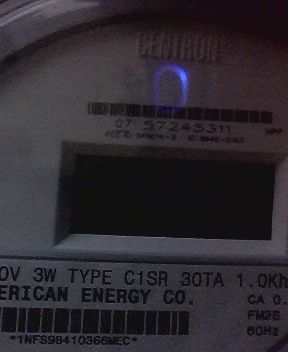 CENTRON
07 57245311
0V 3W TYPE C1SR 30TA 1.0Kh
ERICAN ENERGY CO.
CA 0.
FM2S
60Hz
*1NFS98410366MEC*